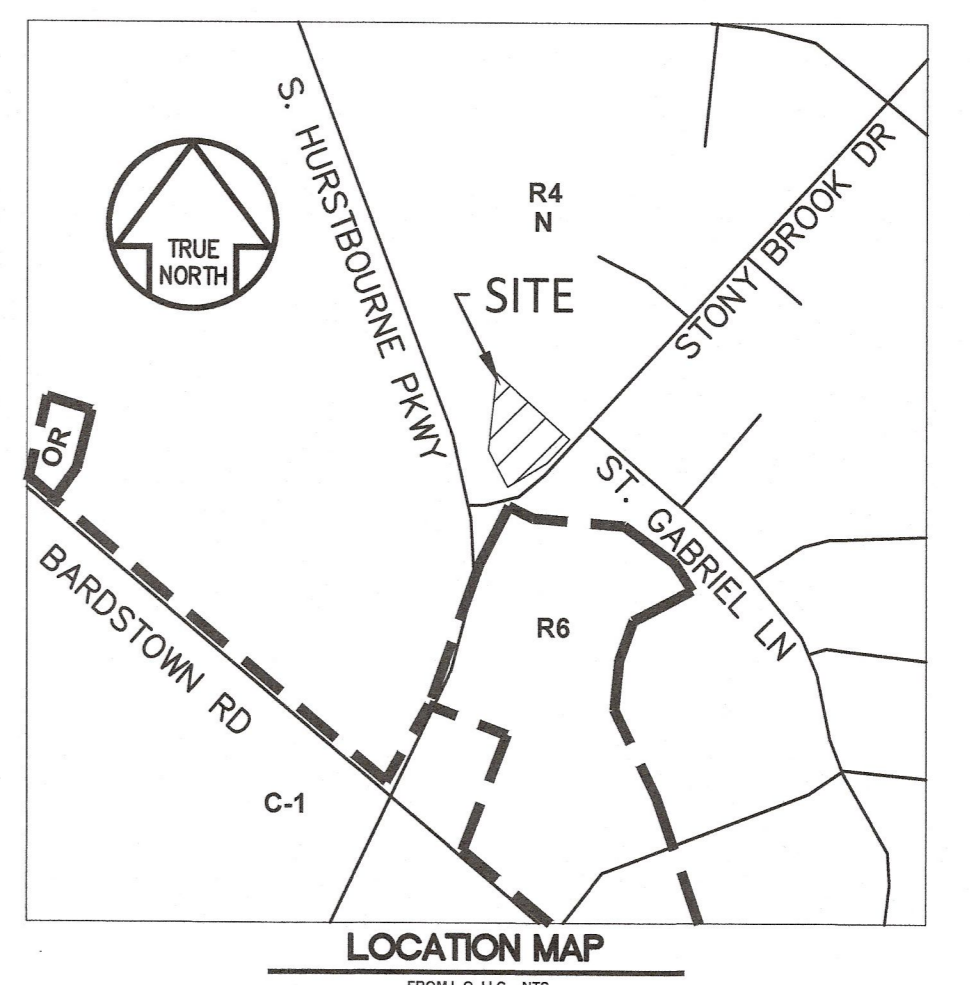 S. HURSTBOURNE PKWY
R4
N
STONY BROOK DR
TRUE
NORTH
SITE
OR
ST. GABRIEL LN
BARDSTOWN RD
R6
C-1
LOCATION MAP
NTS